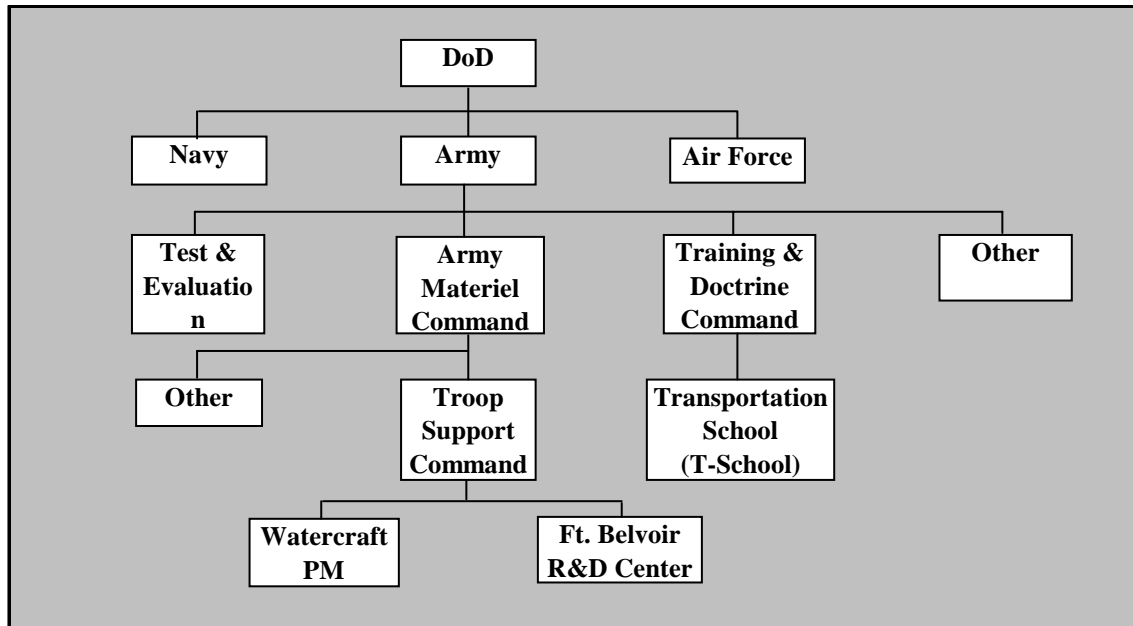 DoD
Navy
Army
Air Force
Test &
Evaluatio
n
Army
Materiel
Command
Training &
Doctrine
Command
Other
Other
Troop
Support
Command
Transportation
School
(T-School)
Watercraft
PM
Ft. Belvoir
R&D Center